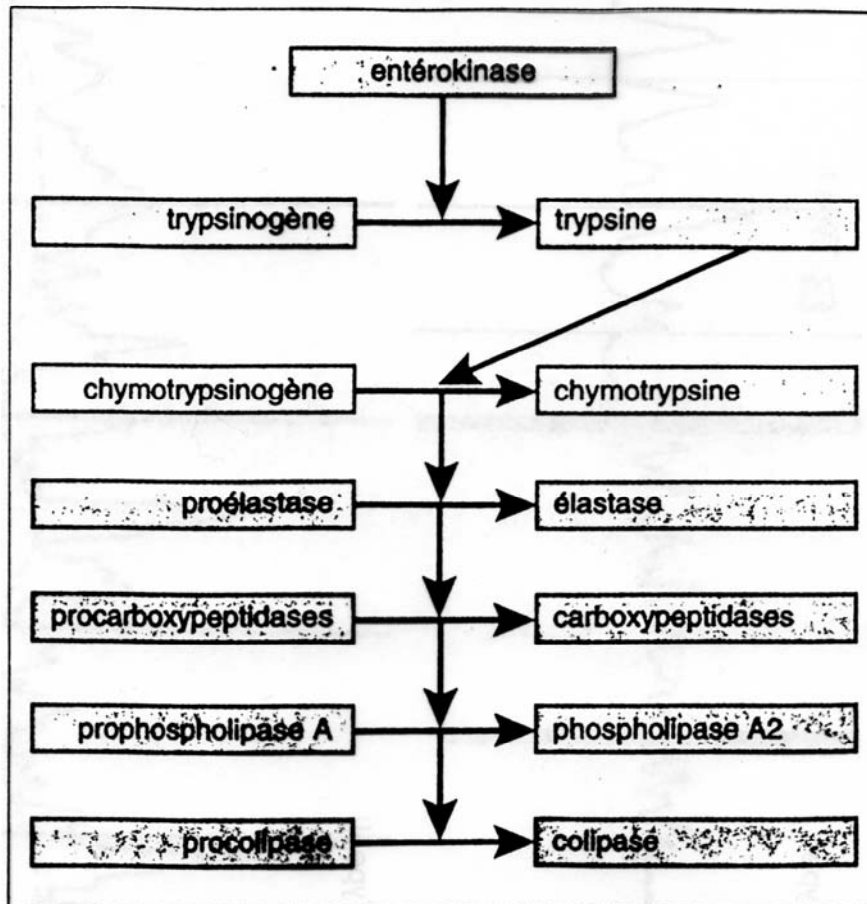 entérokinase
trypsinogène
trypsine
chymotrypsinogène
chymotrypsine
proélastase
élastase
procarboxypeptidases
carboxypeptidases
prophospholipase A
phospholipase A2
procolipase
colipase